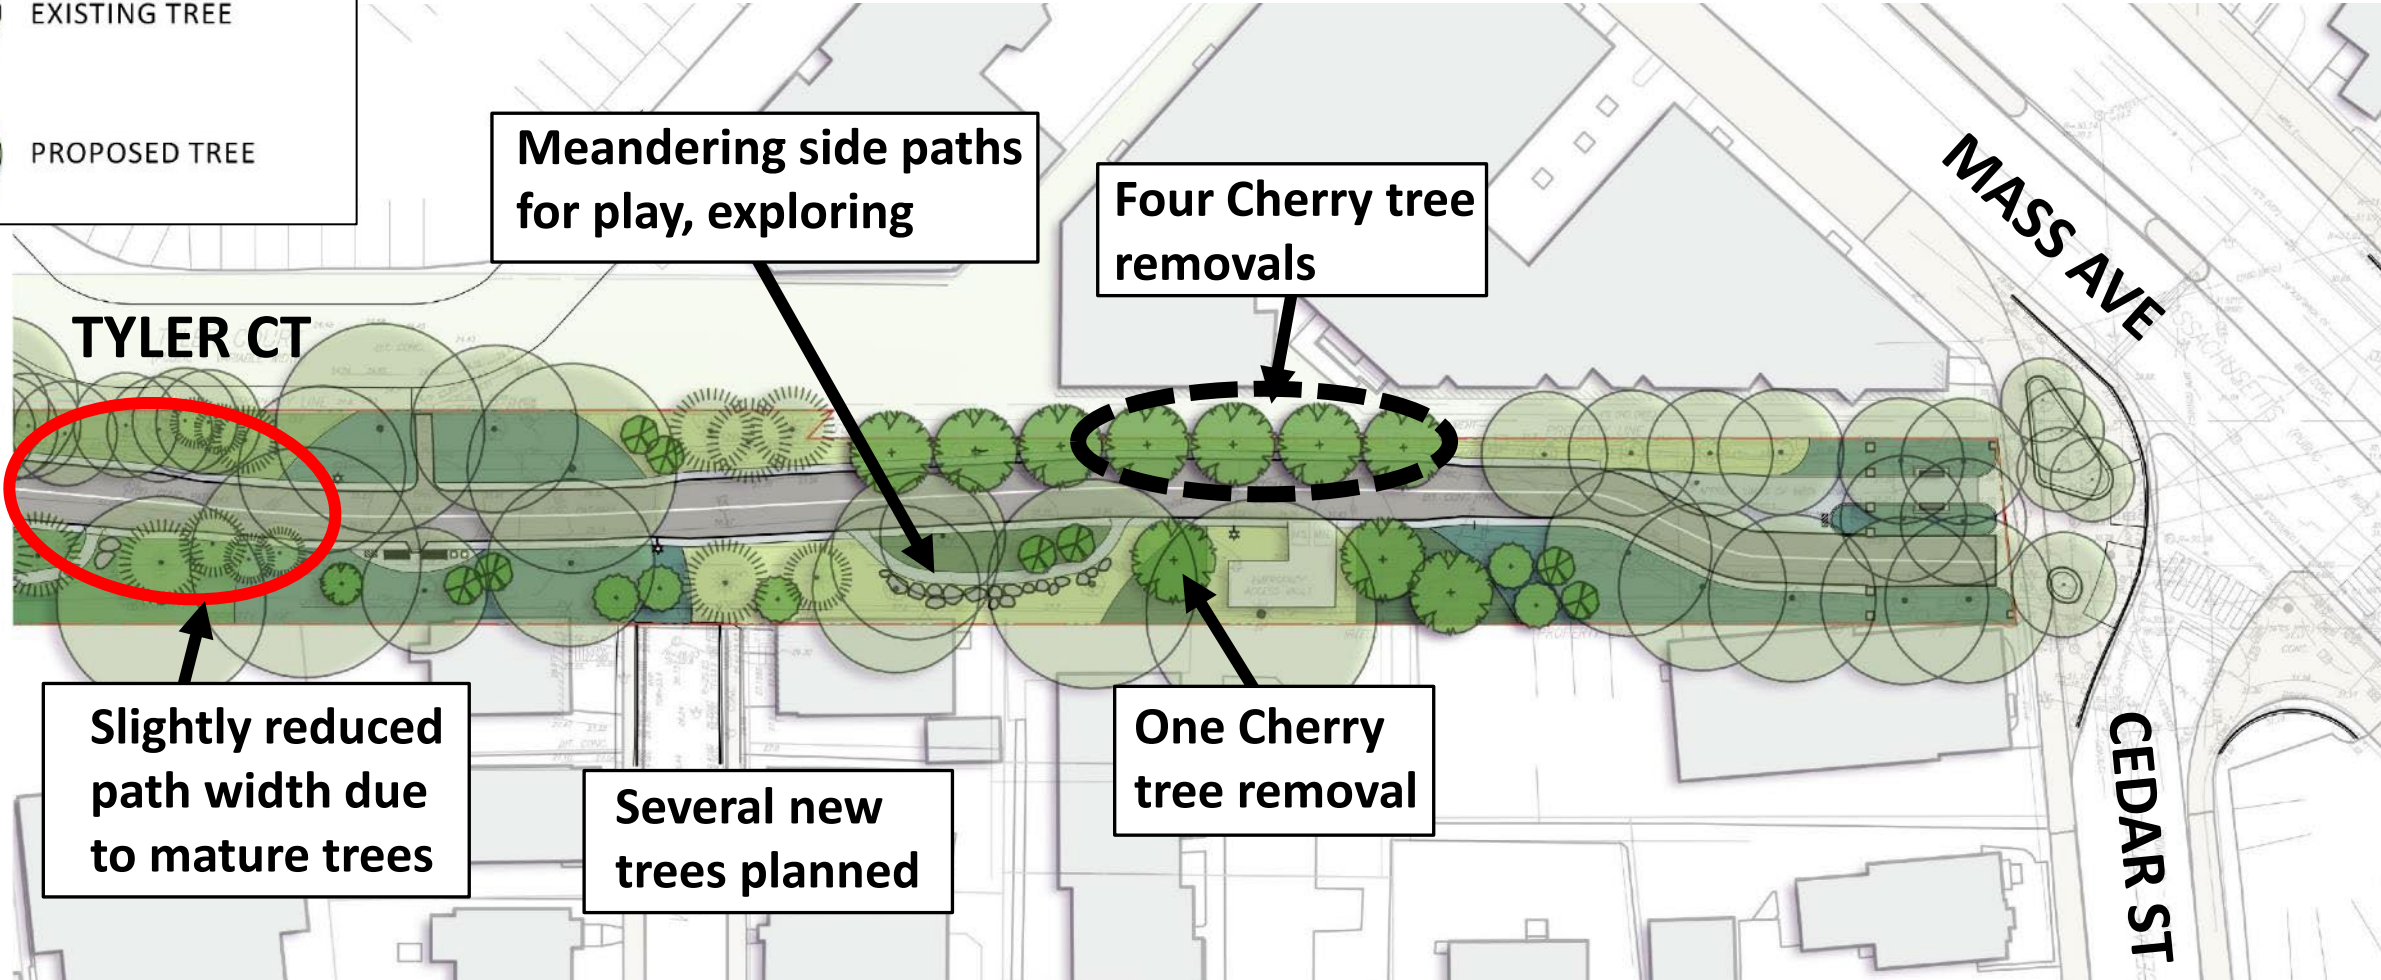 EXISTING TREE
PROPOSED TREE
Meandering side paths
for play, exploring
Four Cherry tree
removals
MASS AVE
TYLER CT
Slightly reduced
path width due
to mature trees
Several new
trees planned
One Cherry
tree removal
CEDAR ST